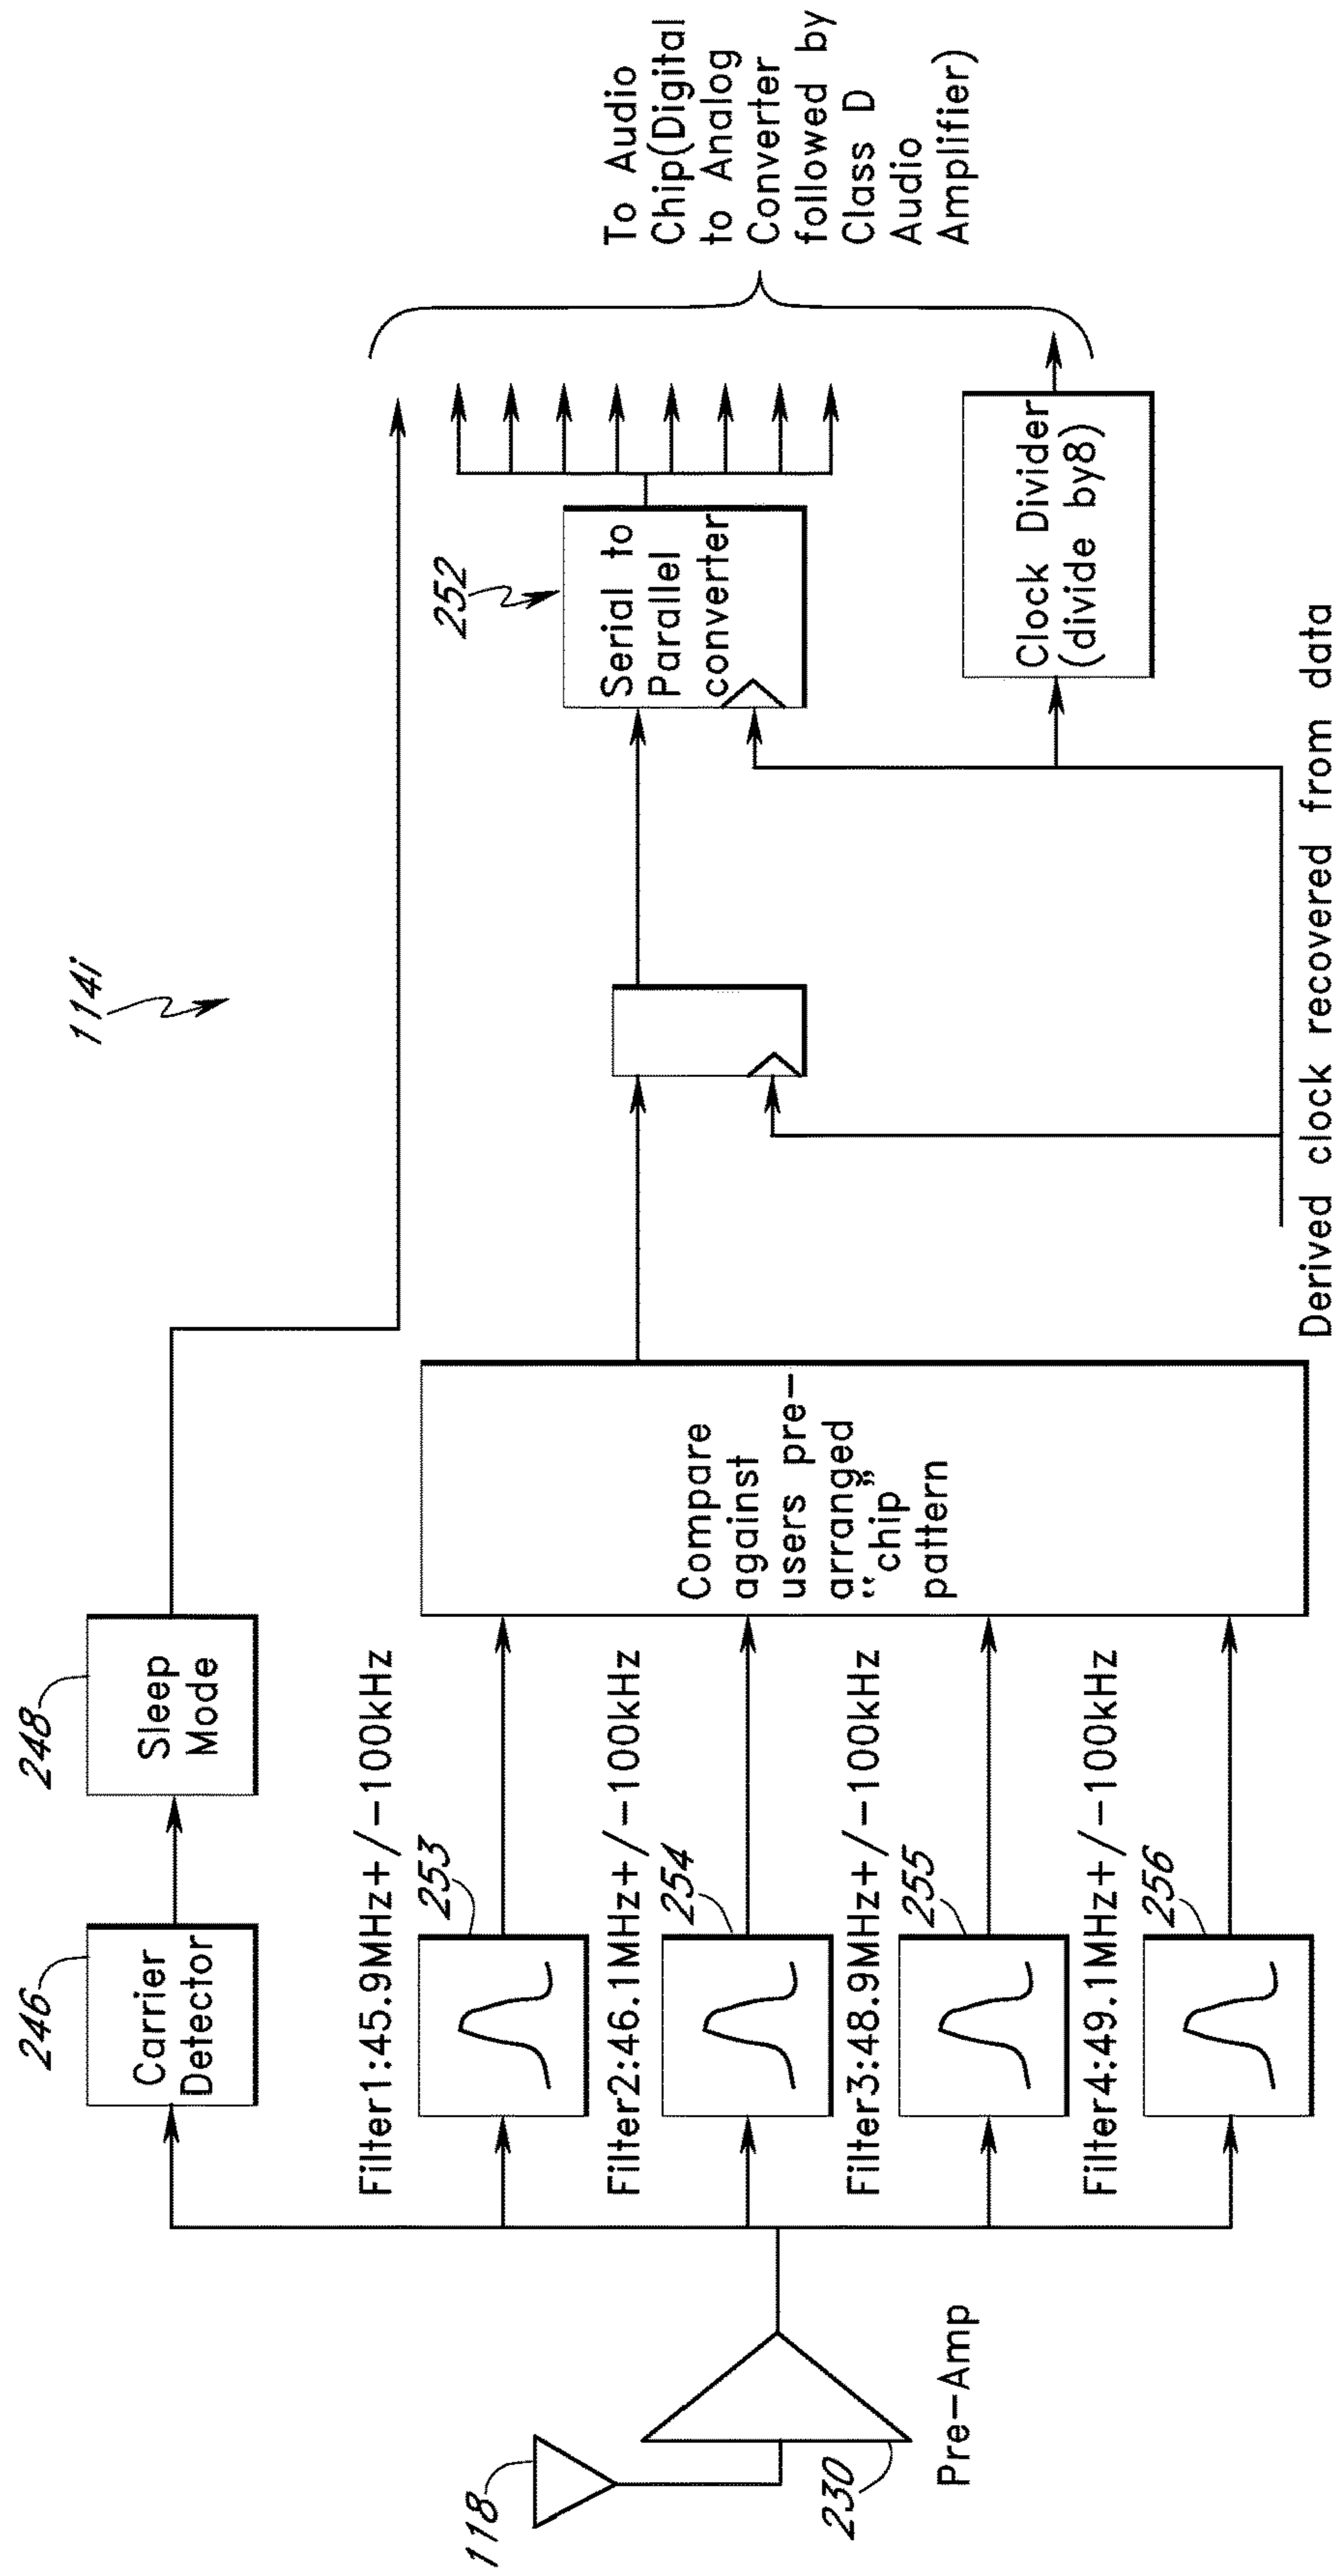 114i
118
230
Pre-Amp
246
Carrier
Detector
248
Sleep
Mode
Filter1:45.9MHz+/-100kHz
253
Filter2:46.1MHz+/-100kHz
254
Filter3:48.9MHz+/-100kHz
255
Filter4:49.1MHz+/-100kHz
256
Compare
against
users pre-
arranged
“chip”
pattern
252
Serial to
Parallel
converter
Clock Divider
(divide by8)
Derived clock recovered from data
To Audio
Chip(Digital
to Analog
Converter
followed by
Class D
Audio
Amplifier)